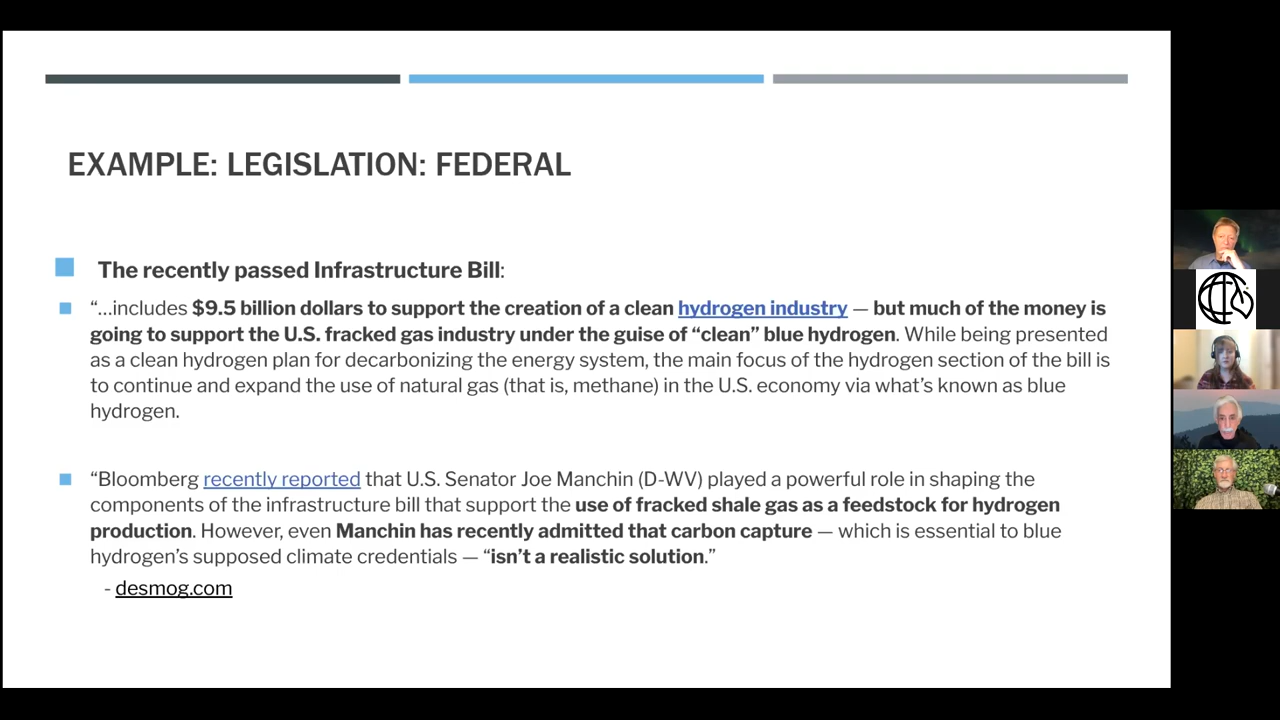 EXAMPLE: LEGISLATION: FEDERAL
The recently passed Infrastructure Bill:
“…includes $9.5 billion dollars to support the creation of a clean hydrogen industry — but much of the money is
going to support the U.S. fracked gas industry under the guise of “clean” blue hydrogen. While being presented
as a clean hydrogen plan for decarbonizing the energy system, the main focus of the hydrogen section of the bill is
to continue and expand the use of natural gas (that is, methane) in the U.S. economy via what’s known as blue
hydrogen.
“Bloomberg recently reported that U.S. Senator Joe Manchin (D-WV) played a powerful role in shaping the
components of the infrastructure bill that support the use of fracked shale gas as a feedstock for hydrogen
production. However, even Manchin has recently admitted that carbon capture — which is essential to blue
hydrogen’s supposed climate credentials — “isn’t a realistic solution.”
- desmog.com